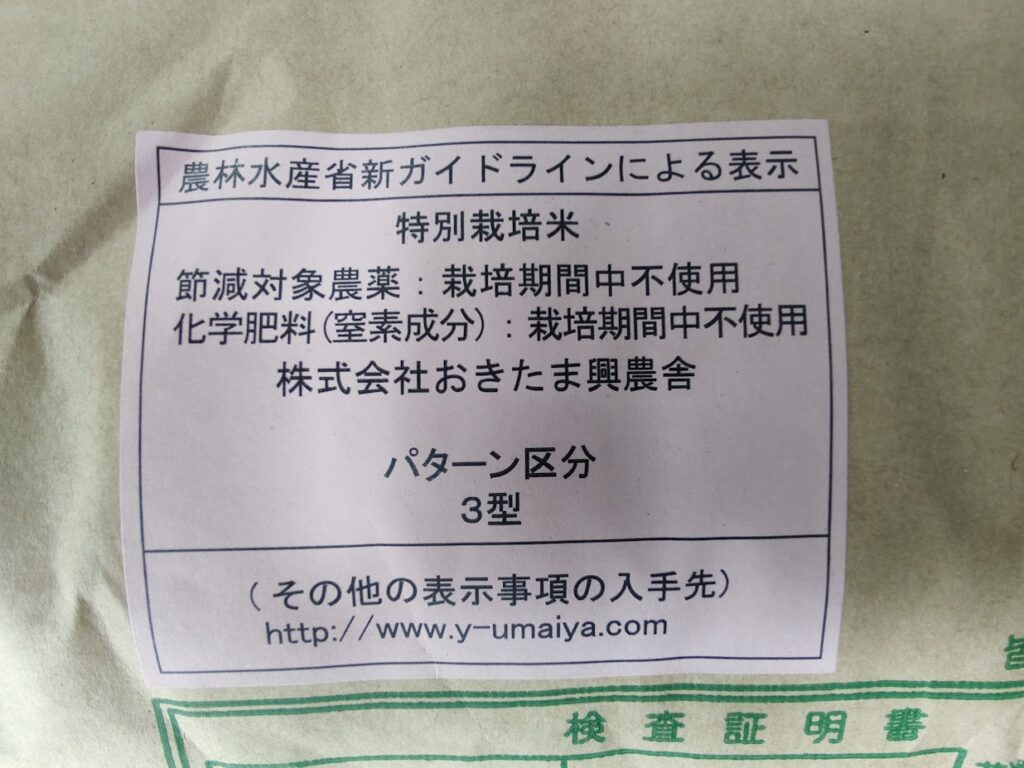 農林水産省新ガイドラインによる表示
特別栽培米
節減対象農薬：栽培期間中不使用
化学肥料(窒素成分)：栽培期間中不使用
株式会社おきたま興農舎
パターン区分
3型
(その他の表示事項の入手先)
http://www.y-umaiya.com
検査証明書